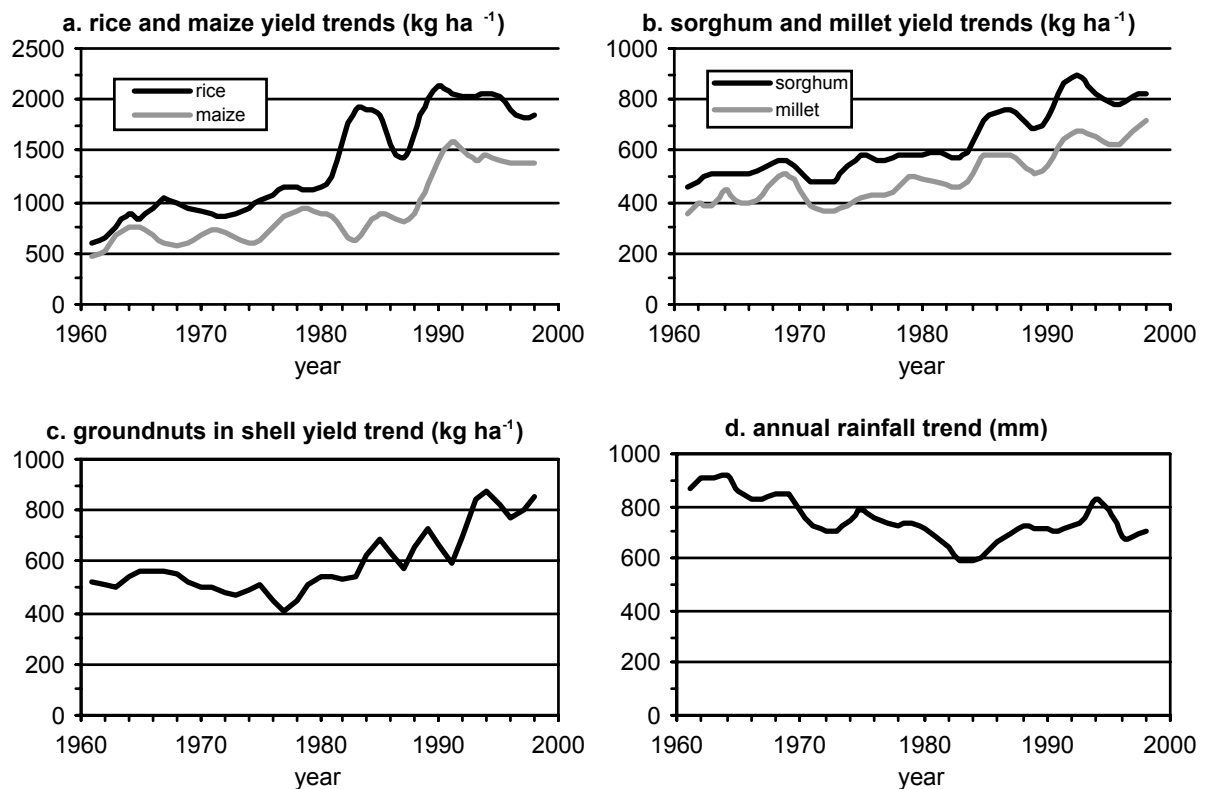 a. rice and maize yield trends (kg ha -1)
2500
2000
1500
1000
500
0
rice
maize
1960 1970 1980 1990 2000
year
b. sorghum and millet yield trends (kg ha-1)
1000
800
600
400
200
0
sorghum
millet
1960 1970 1980 1990 2000
year
c. groundnuts in shell yield trend (kg ha-1)
1000
800
600
400
200
0
1960 1970 1980 1990 2000
year
d. annual rainfall trend (mm)
1000
800
600
400
200
0
1960 1970 1980 1990 2000
year